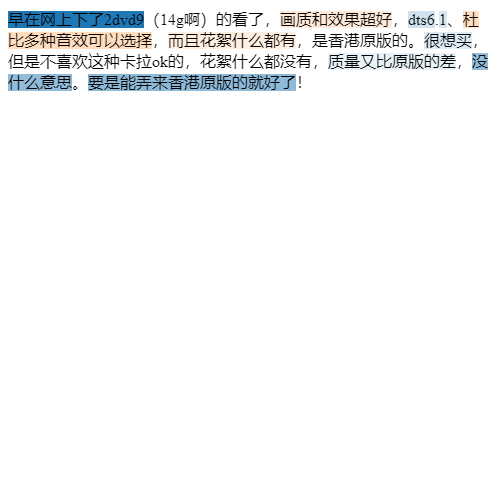 早在网上下了2dvd9（14g啊）的看了，画质和效果超好，dts6.1、杜
比多种音效可以选择，而且花絮什么都有，是香港原版的。很想买，
但是不喜欢这种卡拉ok的，花絮什么都没有，质量又比原版的差，没
什么意思。要是能弄来香港原版的就好了！